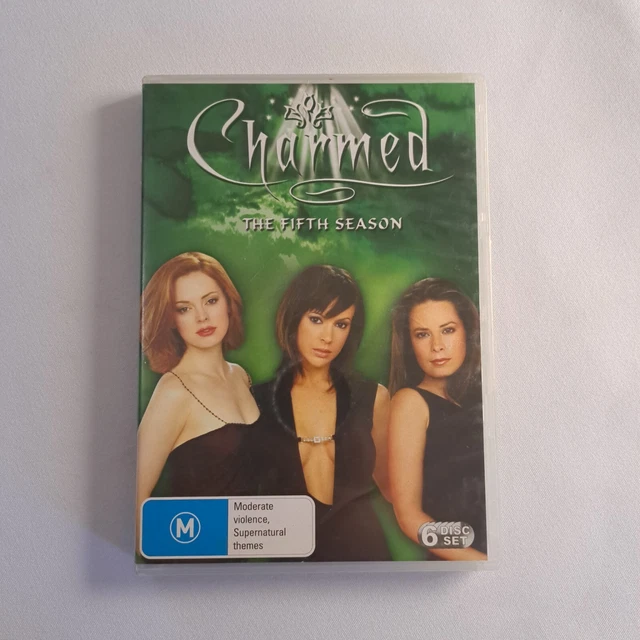 Charmed
THE FIFTH SEASON
M
Moderate
violence,
Supernatural
themes
6 DISC
SET